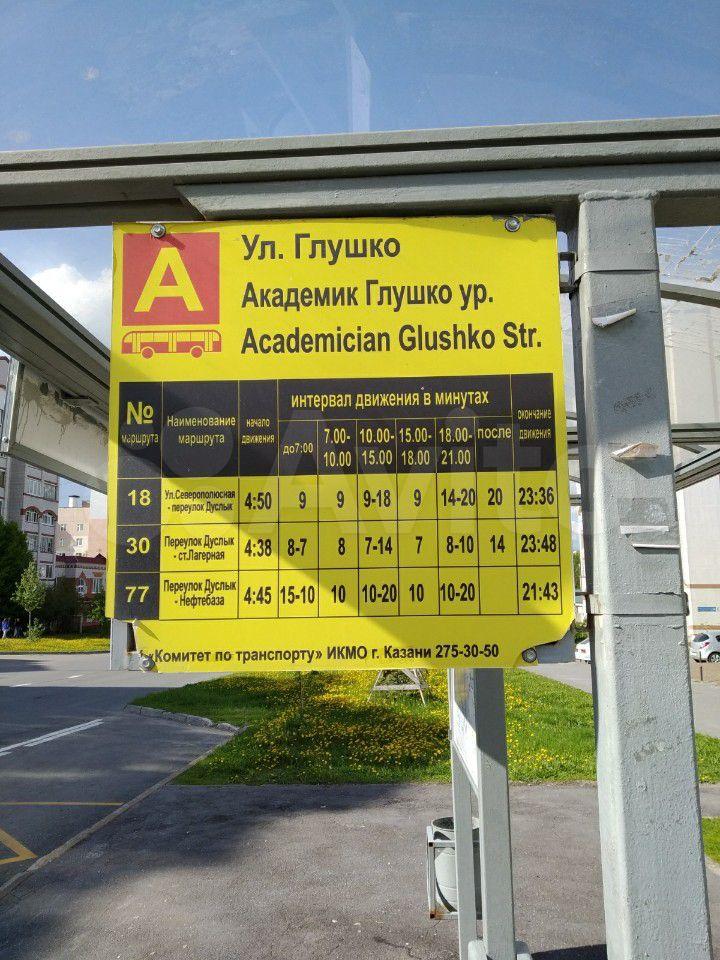 А
Ул. Глушко
Академик Глушко ур.
Academician Glushko Str.
№ маршрута
Наименование маршрута
начало движения
интервал движения в минутах
до7:00
7.00-10.00
10.00-15.00
15.00-18.00
18.00-21.00
после
окончание движения
18 Ул.Северополюсная - переулок Дуслык 4:50 9 9 9-18 9 14-20 20 23:36
30 Переулок Дуслык - ст.Лагерная 4:38 8-7 8 7-14 7 8-10 14 23:48
77 Переулок Дуслык - Нефтебаза 4:45 15-10 10 10-20 10 10-20 21:43
«Комитет по транспорту» ИКМО г. Казани 275-30-50
Avito